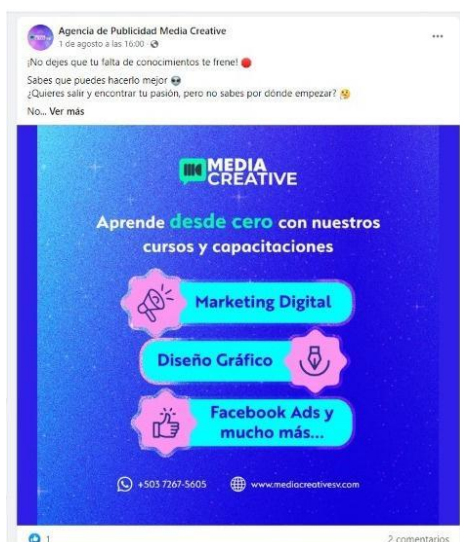 Agencia de Publicidad Media Creative
1 de agosto a las 16:00 ·
¡No dejes que tu falta de conocimientos te frene! 🔴
Sabes que puedes hacerlo mejor 👽
¿Quieres salir y encontrar tu pasión, pero no sabes por dónde empezar? 🤔
No... Ver más
MEDIA
CREATIVE
Aprende desde cero con nuestros
cursos y capacitaciones
Marketing Digital
Diseño Gráfico
Facebook Ads y
mucho más...
+503 7267-5605 www.mediacreativesv.com
1 2 comentarios